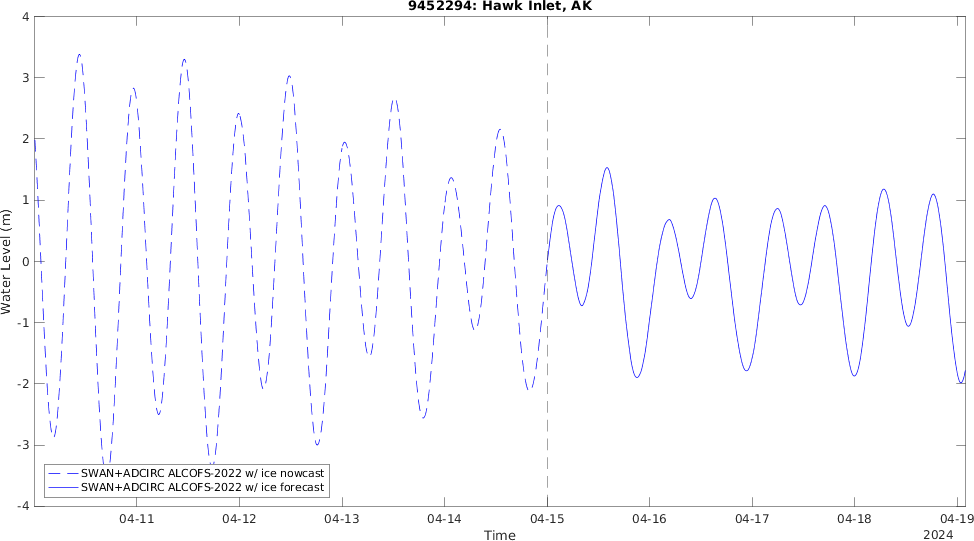 9452294: Hawk Inlet, AK
4
3
2
1
0
-1
-2
-3
-4
Water Level (m)
SWAN+ADCIRC ALCOFS-2022 w/ ice nowcast
SWAN+ADCIRC ALCOFS-2022 w/ ice forecast
04-11 04-12 04-13 04-14 04-15 04-16 04-17 04-18 04-19
Time
2024